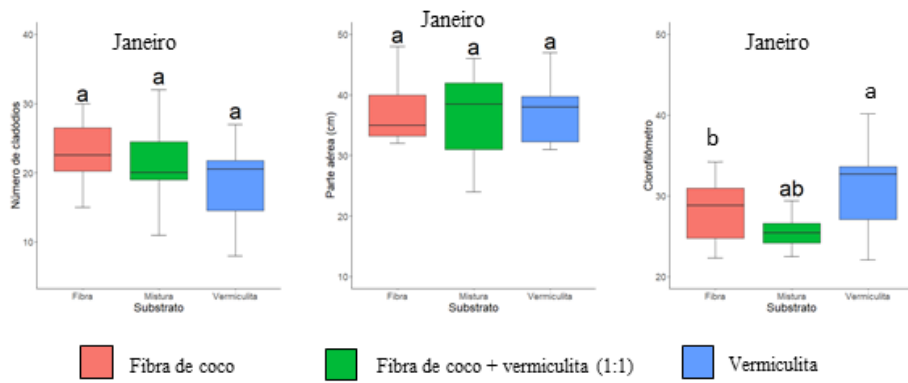 Janeiro
Número de cladódios
40
30
20
10
a
a
a
Fibra
Mistura
Vermiculita
Substrato
Janeiro
Parte aérea (cm)
50
40
30
20
10
a
a
a
Fibra
Mistura
Vermiculita
Substrato
Janeiro
Clorofilômetro
50
40
30
20
b
ab
a
Fibra
Mistura
Vermiculita
Substrato
Fibra de coco
Fibra de coco + vermiculita (1:1)
Vermiculita